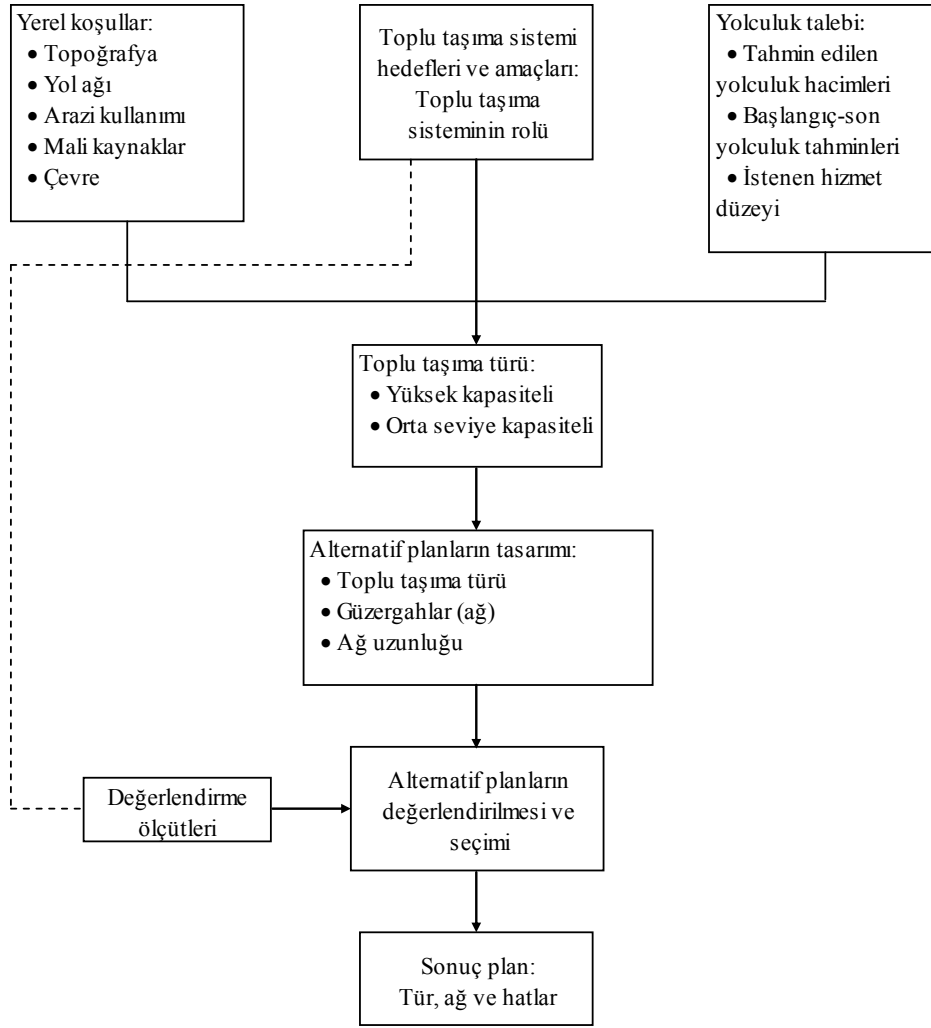 Yerel koşullar:
• Topoğrafya
• Yol ağı
• Arazi kullanımı
• Mali kaynaklar
• Çevre
Toplu taşıma sistemi
hedefleri ve amaçları:
Toplu taşıma
sisteminin rolü
Yolculuk talebi:
• Tahmin edilen
yolculuk hacimleri
• Başlangıç-son
yolculuk tahminleri
• İstenen hizmet
düzeyi
Toplu taşıma türü:
• Yüksek kapasiteli
• Orta seviye kapasiteli
Alternatif planların tasarımı:
• Toplu taşıma türü
• Güzergahlar (ağ)
• Ağ uzunluğu
Değerlendirme
ölçütleri
Alternatif planların
değerlendirilmesi ve
seçimi
Sonuç plan:
Tür, ağ ve hatlar